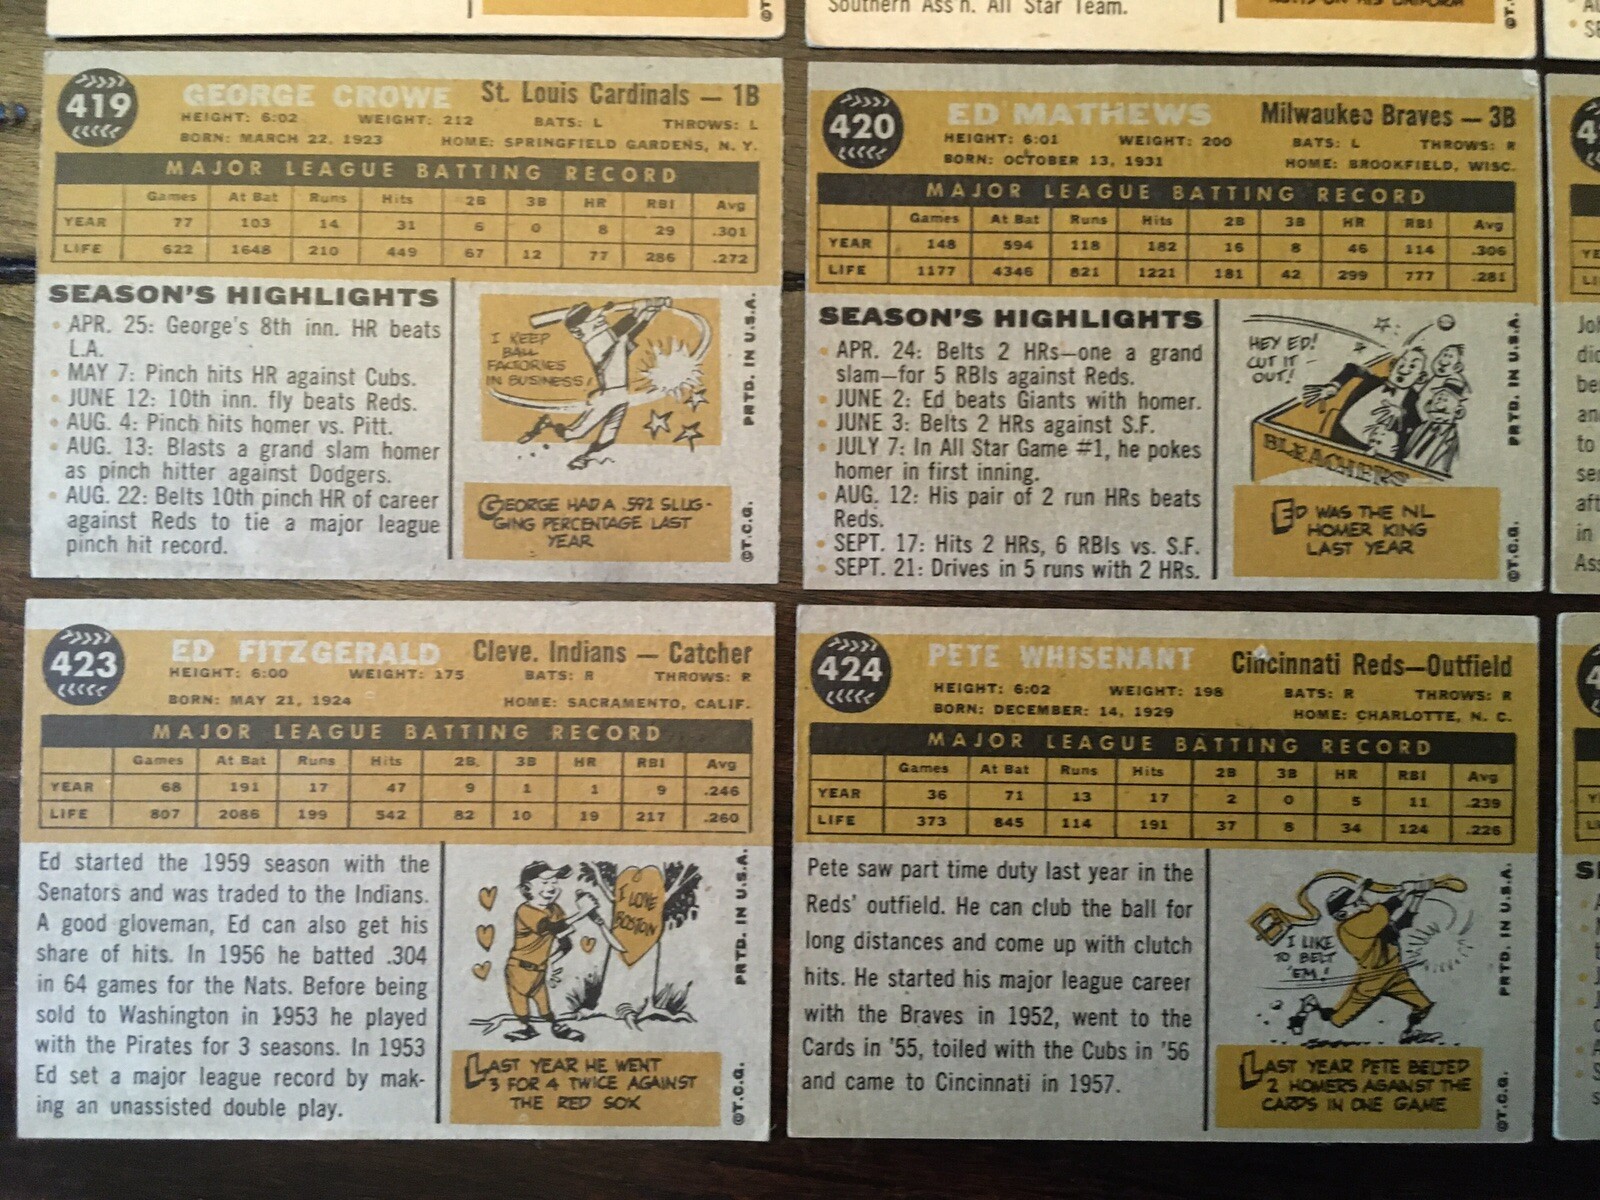 Southern Ass'n. All Star Team.
419
GEORGE CROWE St. Louis Cardinals — 1B
HEIGHT: 6:02 WEIGHT: 212 BATS: L THROWS: L
BORN: MARCH 22, 1923 HOME: SPRINGFIELD GARDENS, N. Y.
MAJOR LEAGUE BATTING RECORD
Games At Bat Runs Hits 2B 3B HR RBI Avg
YEAR 77 103 14 31 6 0 8 29 .301
LIFE 622 1648 210 449 67 12 77 286 .272
SEASON'S HIGHLIGHTS
• APR. 25: George's 8th inn. HR beats
L.A.
• MAY 7: Pinch hits HR against Cubs.
• JUNE 12: 10th inn. fly beats Reds.
• AUG. 4: Pinch hits homer vs. Pitt.
• AUG. 13: Blasts a grand slam homer
as pinch hitter against Dodgers.
• AUG. 22: Belts 10th pinch HR of career
against Reds to tie a major league
pinch hit record.
I KEEP
BALL
FACTORIES
IN BUSINESS!
GEORGE HAD A .592 SLUG-
GING PERCENTAGE LAST
YEAR
PRTD. IN U.S.A.
©T.C.G.
420
ED MATHEWS Milwaukee Braves — 3B
HEIGHT: 6:01 WEIGHT: 200 BATS: L THROWS: R
BORN: OCTOBER 13, 1931 HOME: BROOKFIELD, WISC.
MAJOR LEAGUE BATTING RECORD
Games At Bat Runs Hits 2B 3B HR RBI Avg
YEAR 148 594 118 182 16 8 46 114 .306
LIFE 1177 4346 821 1221 181 42 299 777 .281
SEASON'S HIGHLIGHTS
• APR. 24: Belts 2 HRs—one a grand
slam—for 5 RBIs against Reds.
• JUNE 2: Ed beats Giants with homer.
• JUNE 3: Belts 2 HRs against S.F.
• JULY 7: In All Star Game #1, he pokes
homer in first inning.
• AUG. 12: His pair of 2 run HRs beats
Reds.
• SEPT. 17: Hits 2 HRs, 6 RBIs vs. S.F.
• SEPT. 21: Drives in 5 runs with 2 HRs.
HEY ED!
CUT IT
OUT!
BLEACHERS
ED WAS THE NL
HOMER KING
LAST YEAR
PRTD. IN U.S.A.
©T.C.G.
423
ED FITZGERALD Cleve. Indians — Catcher
HEIGHT: 6:00 WEIGHT: 175 BATS: R THROWS: R
BORN: MAY 21, 1924 HOME: SACRAMENTO, CALIF.
MAJOR LEAGUE BATTING RECORD
Games At Bat Runs Hits 2B. 3B HR RBI Avg
YEAR 68 191 17 47 9 1 1 9 .246
LIFE 807 2086 199 542 82 10 19 217 .260
Ed started the 1959 season with the
Senators and was traded to the Indians.
A good gloveman, Ed can also get his
share of hits. In 1956 he batted .304
in 64 games for the Nats. Before being
sold to Washington in 1953 he played
with the Pirates for 3 seasons. In 1953
Ed set a major league record by mak-
ing an unassisted double play.
I LOVE
BOSTON
LAST YEAR HE WENT
3 FOR 4 TWICE AGAINST
THE RED SOX
PRTD. IN U.S.A.
©T.C.G.
424
PETE WHISENANT Cincinnati Reds—Outfield
HEIGHT: 6:02 WEIGHT: 198 BATS: R THROWS: R
BORN: DECEMBER: 14, 1929 HOME: CHARLOTTE, N. C.
MAJOR LEAGUE BATTING RECORD
Games At Bat Runs Hits 2B 3B HR RBI Avg
YEAR 36 71 13 17 2 0 5 11 .239
LIFE 373 845 114 191 37 8 34 124 .226
Pete saw part time duty last year in the
Reds' outfield. He can club the ball for
long distances and come up with clutch
hits. He started his major league career
with the Braves in 1952, went to the
Cards in '55, toiled with the Cubs in '56
and came to Cincinnati in 1957.
I LIKE
TO BELT
'EM!
LAST YEAR PETE BELTED
2 HOMERS AGAINST THE
CARDS IN ONE GAME
PRTD. IN U.S.A.
©T.C.G.